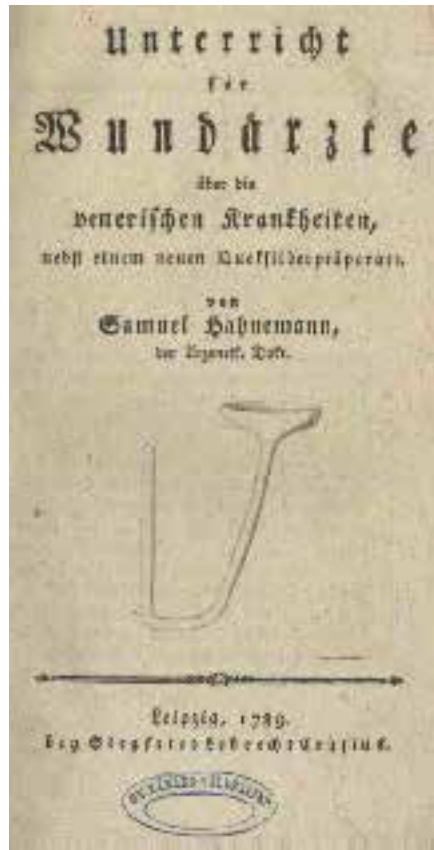 Unterricht
für
Wundärzte
über die
venerischen Krankheiten,
nebst einem neuen Queksilberpräparate.
von
Samuel Hahnemann,
der Arzneik. Dokt.
Leipzig, 1789.
bey Siegfried Lebrecht Crusius.